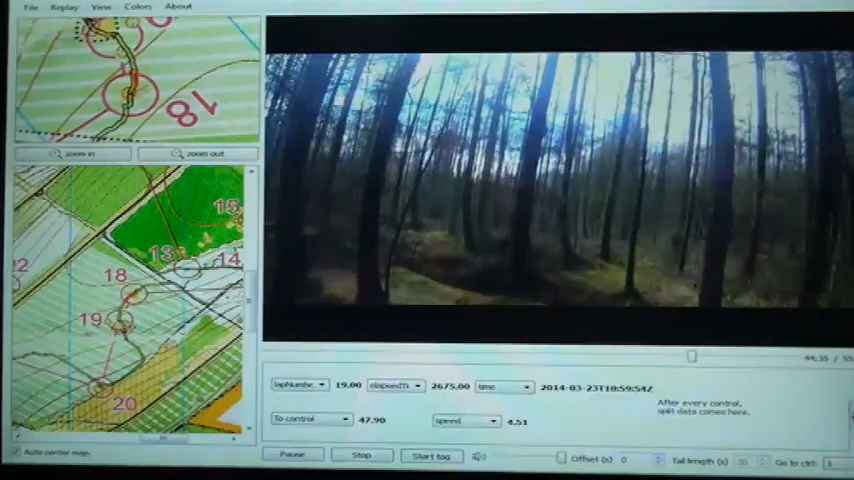 File Replay View Colors About
18
zoom in
zoom out
15
13
14
18
19
20
44:35 / 55
lapNumbe 19.00 elapsedTi 2675.00 time 2014-03-23T10:59:54Z
To control 47.90 speed 4.51
After every control,
split data comes here.
Auto center map.
Pause Stop Start tag Offset (s) 0 Tail length (s) Go to ctrl: 1